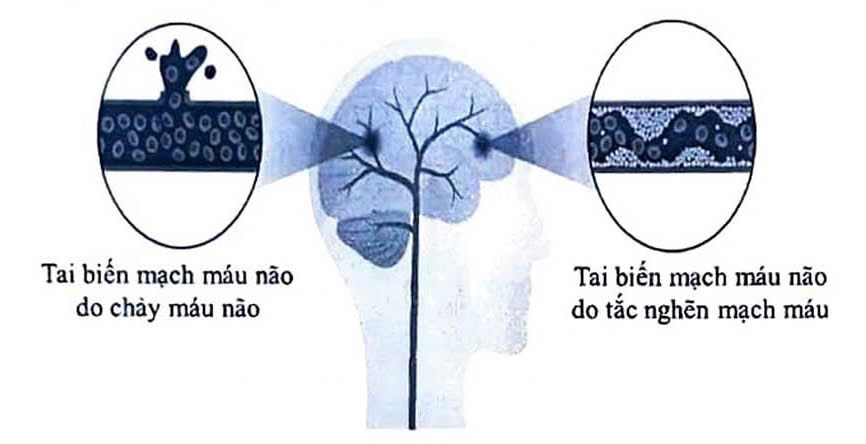 Tai biến mạch máu não
do chảy máu não
Tai biến mạch máu não
do tắc nghẽn mạch máu